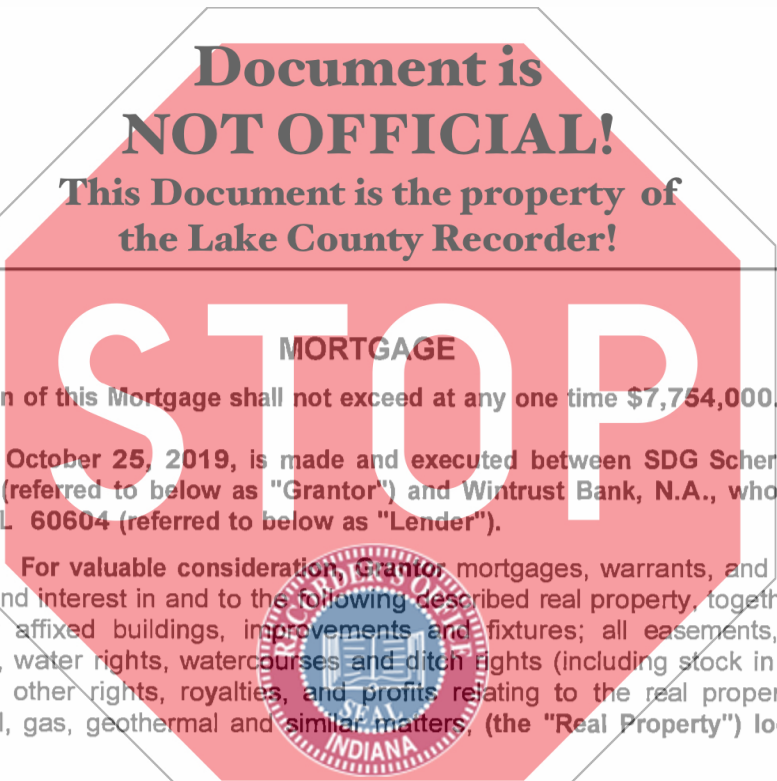 Document is
NOT OFFICIAL!
This Document is the property of
the Lake County Recorder!
STOP
MORTGAGE
n of this Mortgage shall not exceed at any one time $7,754,000.
October 25, 2019, is made and executed between SDG Scher
(referred to below as "Grantor") and Wintrust Bank, N.A., who
L 60604 (referred to below as "Lender").
For valuable consideration, Grantor mortgages, warrants, and
nd interest in and to the following described real property, togeth
affixed buildings, improvements and fixtures; all easements,
, water rights, watercourses and ditch rights (including stock in
other rights, royalties, and profits relating to the real proper
l, gas, geothermal and similar matters, (the "Real Property") lo
RECORDER'S OFFICE
SEAL
INDIANA